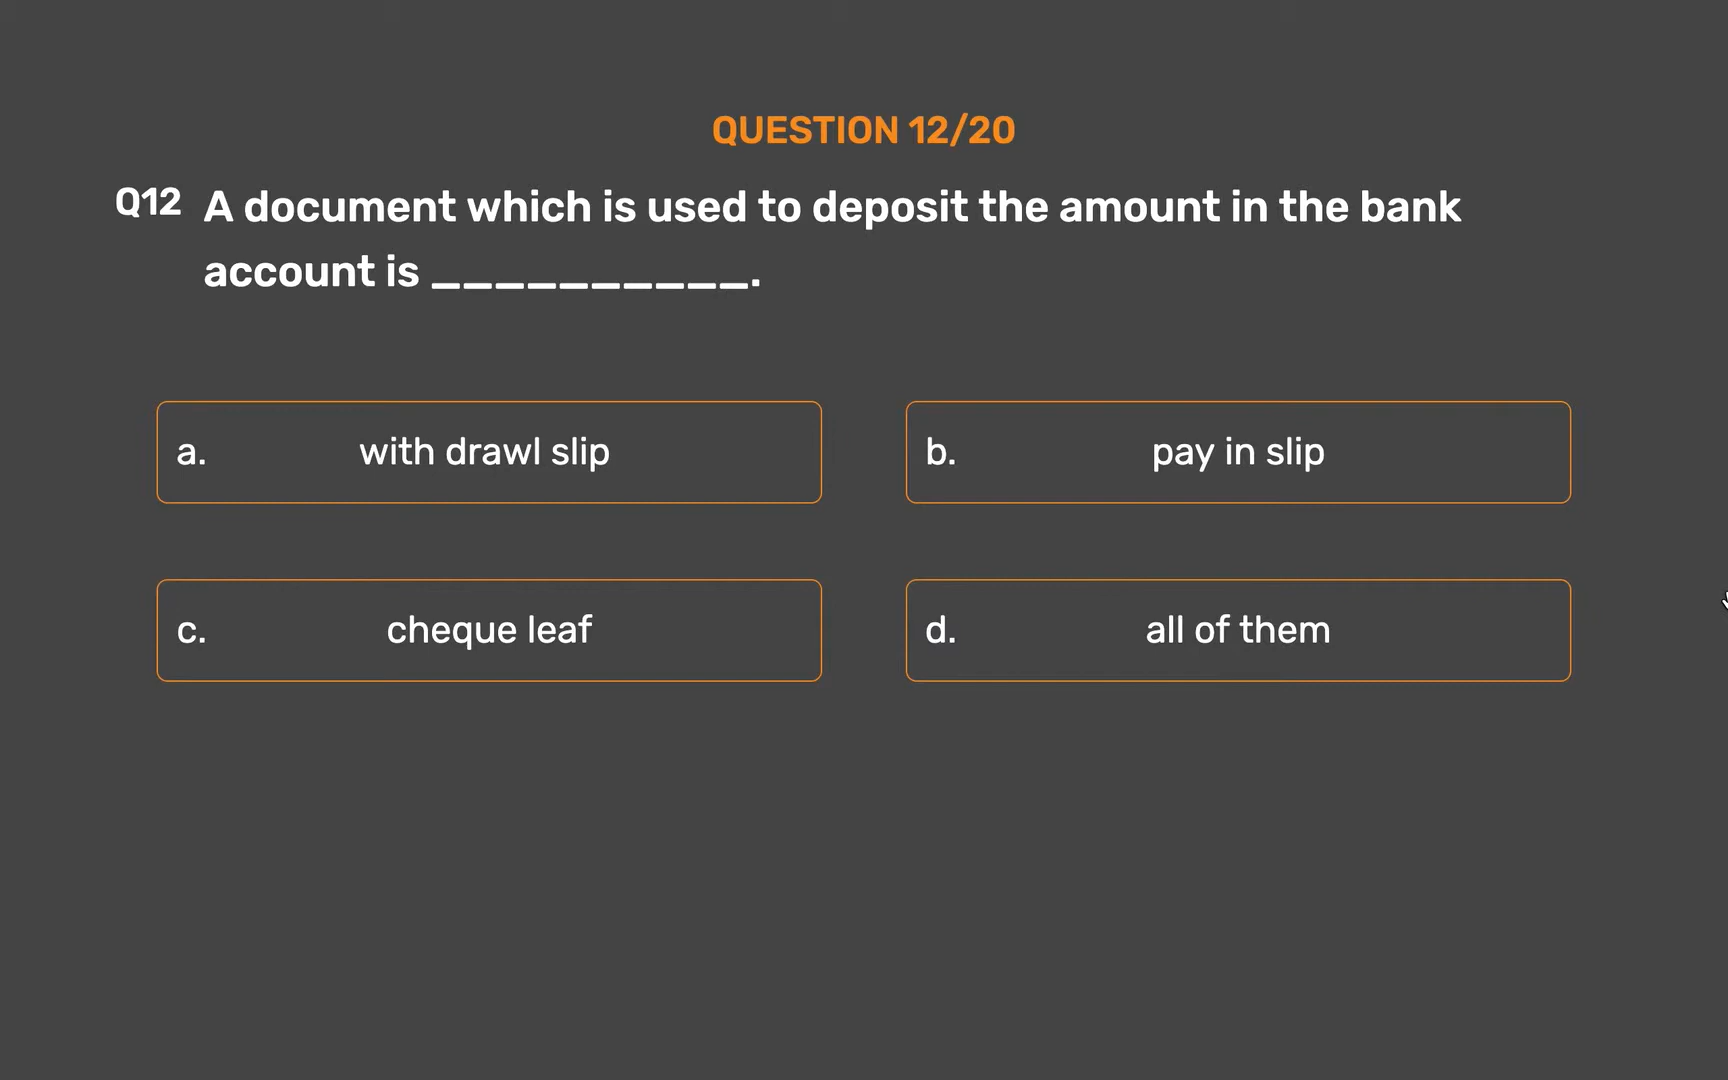 QUESTION 12/20
Q12 A document which is used to deposit the amount in the bank
account is __________.
a. with drawl slip
b. pay in slip
c. cheque leaf
d. all of them